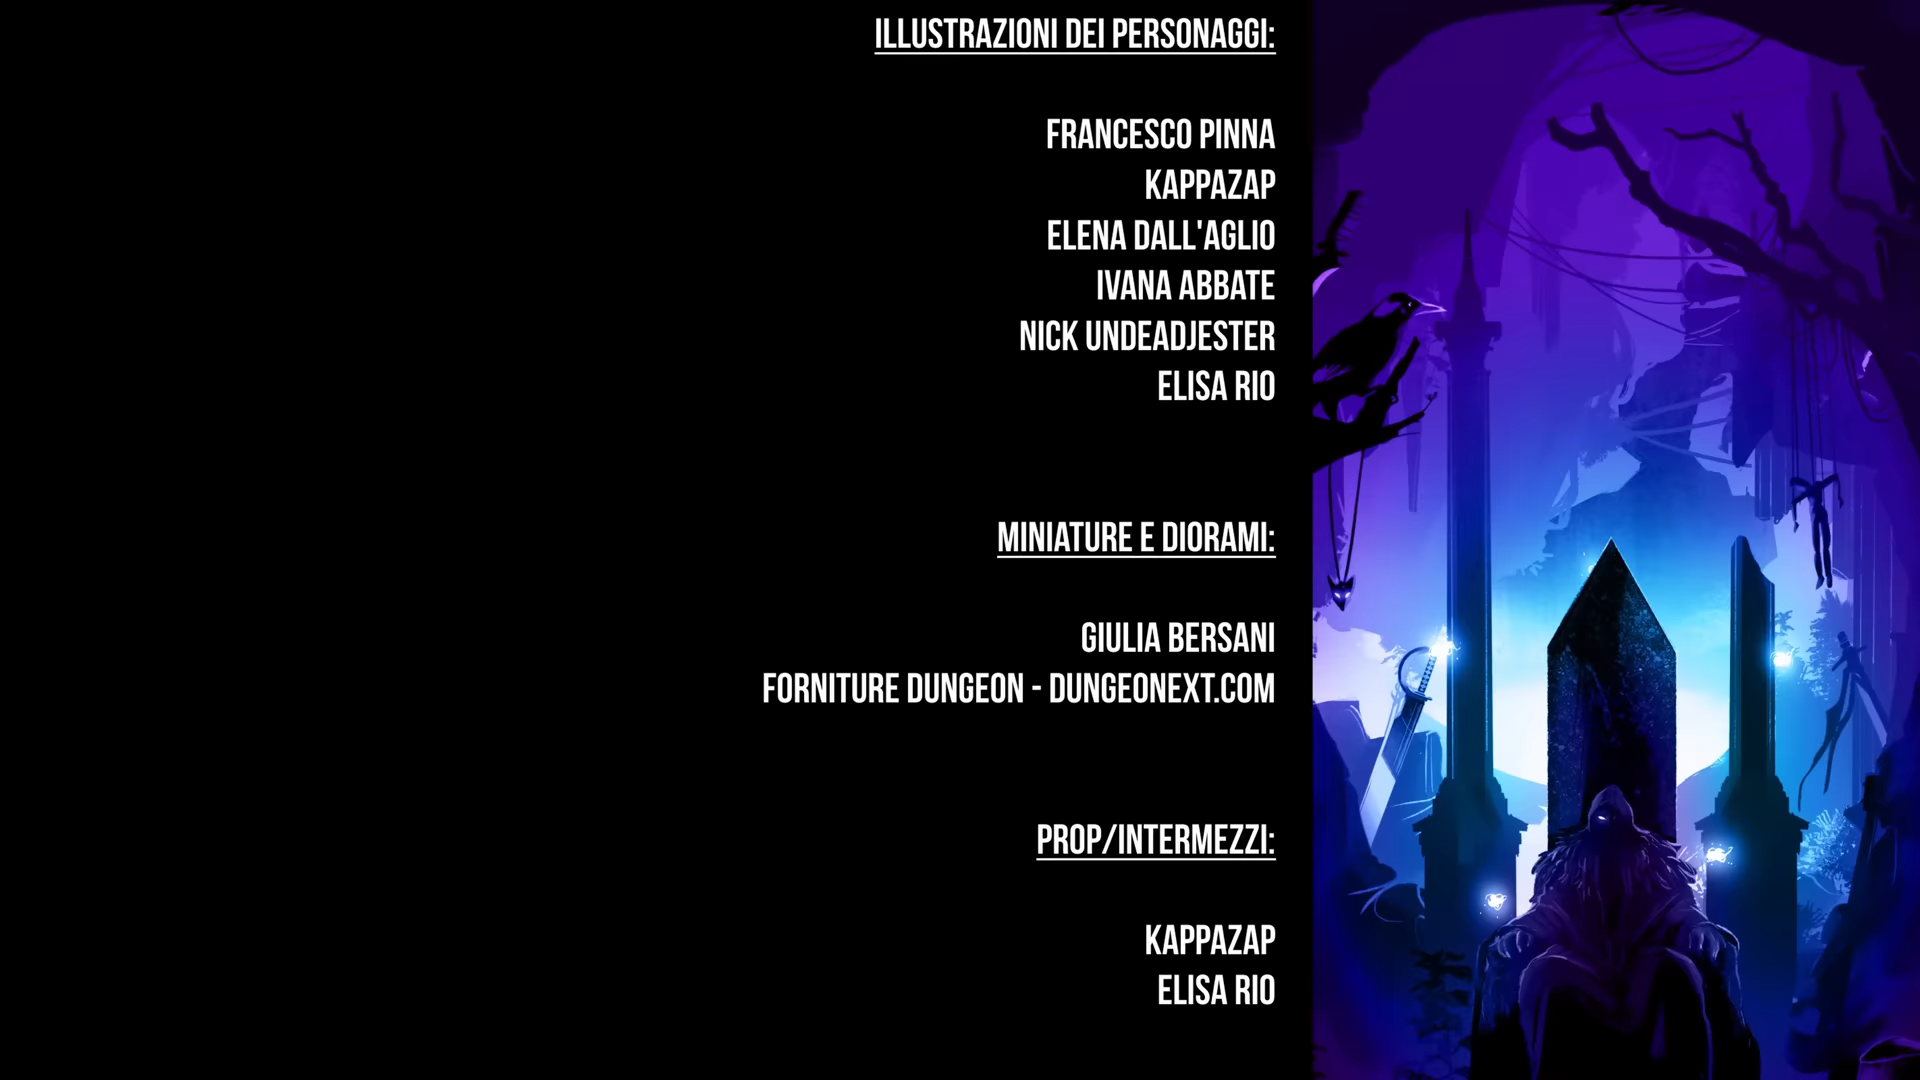 ILLUSTRAZIONI DEI PERSONAGGI:
FRANCESCO PINNA
KAPPAZAP
ELENA DALL'AGLIO
IVANA ABBATE
NICK UNDEADJESTER
ELISA RIO
MINIATURE E DIORAMI:
GIULIA BERSANI
FORNITURE DUNGEON - DUNGEONEXT.COM
PROP/INTERMEZZI:
KAPPAZAP
ELISA RIO